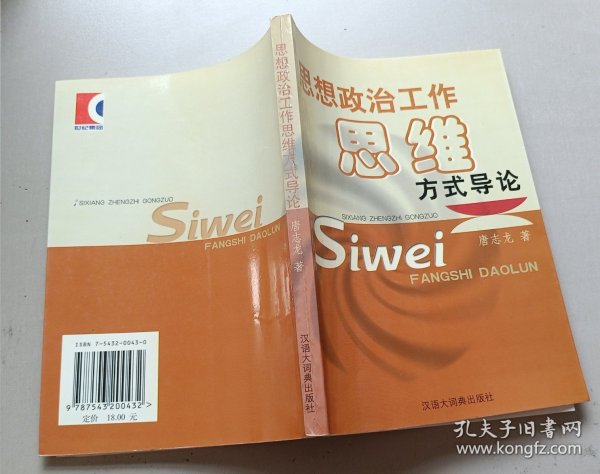 世纪集团
SIXIANG ZHENGZHI GONGZUO
Siwei
FANGSHI DAOLUN
ISBN 7-5432-0043-0
9 787543 200432 >
定价 18.00 元
思想政治工作思维方式导论
唐志龙 著
汉语大词典出版社
思想政治工作
思维
方式导论
SIXIANG ZHENGZHI GONGZUO
唐志龙 著
Siwei
FANGSHI DAOLUN
汉语大词典出版社
孔夫子旧书网
www.kongfz.com